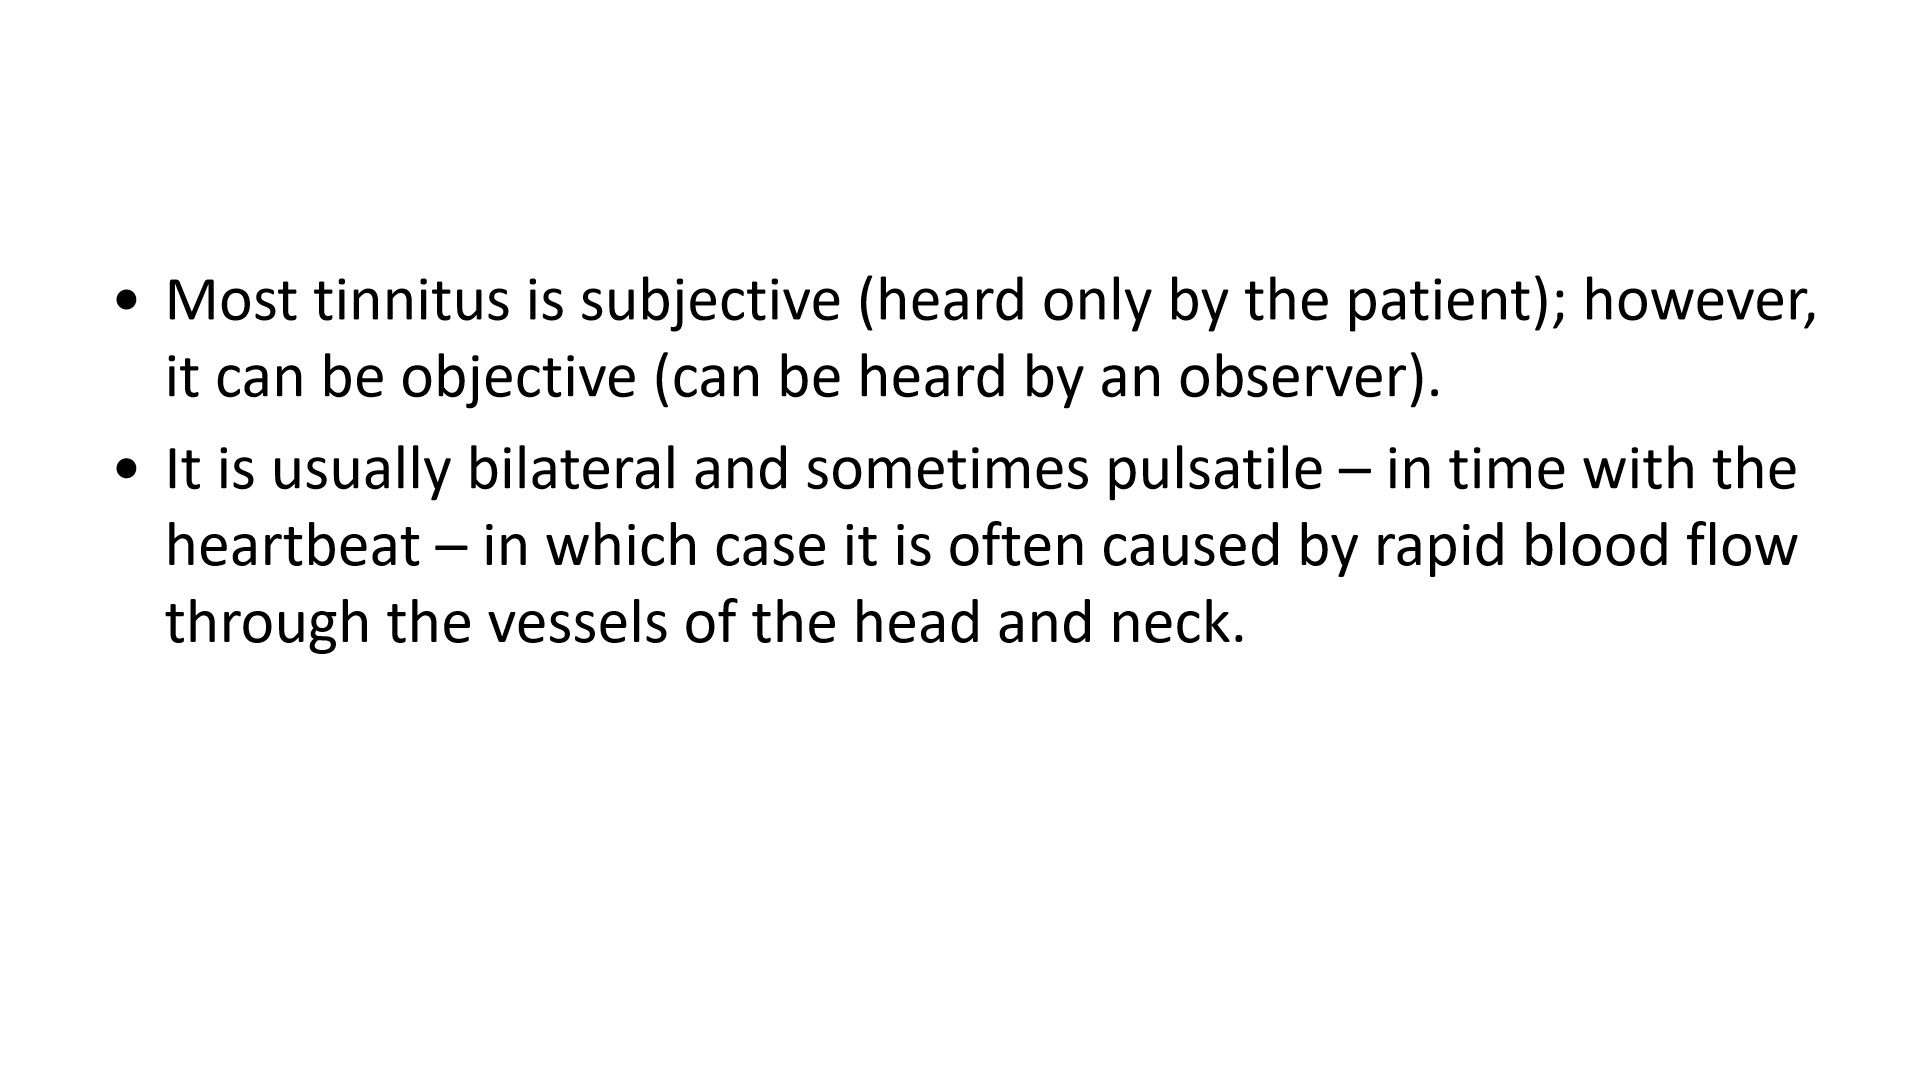 • Most tinnitus is subjective (heard only by the patient); however,
it can be objective (can be heard by an observer).
• It is usually bilateral and sometimes pulsatile – in time with the
heartbeat – in which case it is often caused by rapid blood flow
through the vessels of the head and neck.